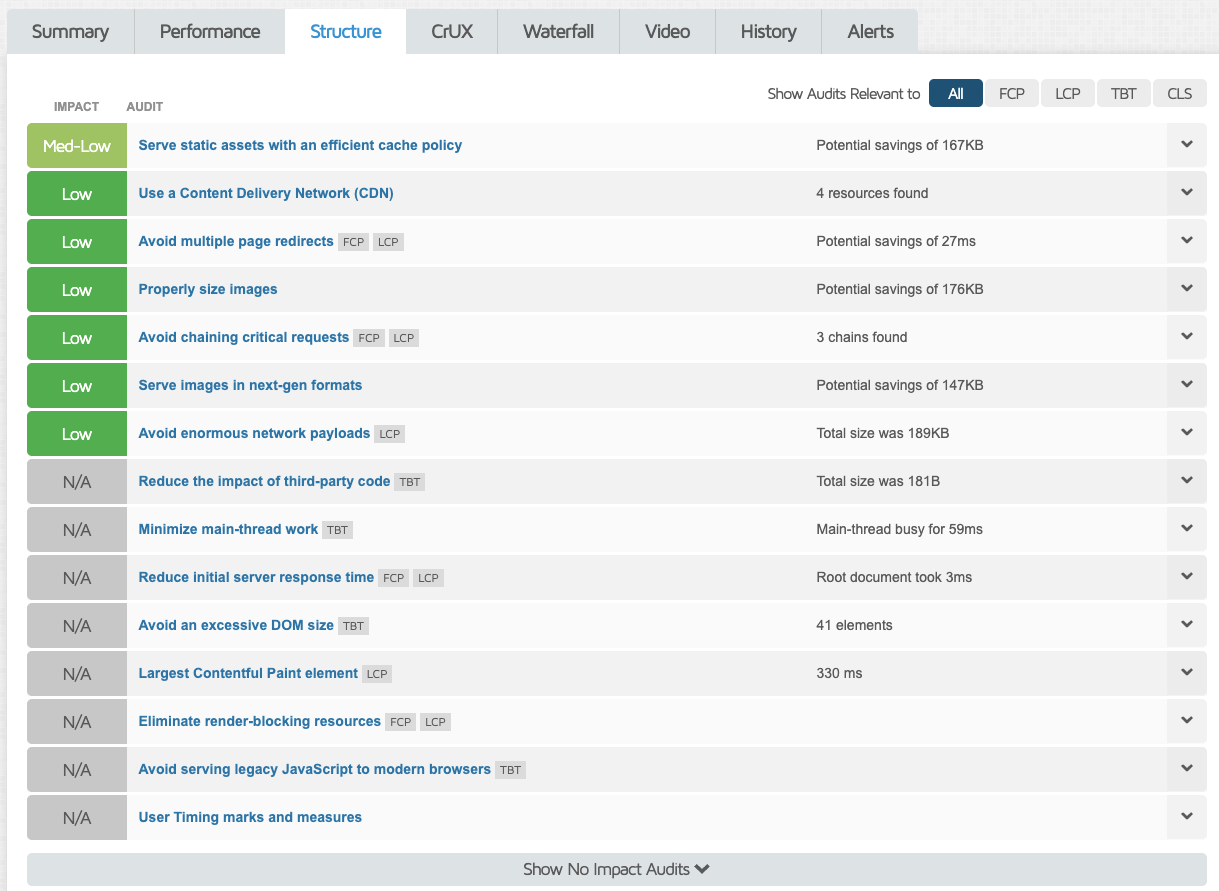 Summary Performance Structure CrUX Waterfall Video History Alerts
Show Audits Relevant to All FCP LCP TBT CLS
IMPACT AUDIT
Med-Low Serve static assets with an efficient cache policy Potential savings of 167KB
Low Use a Content Delivery Network (CDN) 4 resources found
Low Avoid multiple page redirects FCP LCP Potential savings of 27ms
Low Properly size images Potential savings of 176KB
Low Avoid chaining critical requests FCP LCP 3 chains found
Low Serve images in next-gen formats Potential savings of 147KB
Low Avoid enormous network payloads LCP Total size was 189KB
N/A Reduce the impact of third-party code TBT Total size was 181B
N/A Minimize main-thread work TBT Main-thread busy for 59ms
N/A Reduce initial server response time FCP LCP Root document took 3ms
N/A Avoid an excessive DOM size TBT 41 elements
N/A Largest Contentful Paint element LCP 330 ms
N/A Eliminate render-blocking resources FCP LCP
N/A Avoid serving legacy JavaScript to modern browsers TBT
N/A User Timing marks and measures
Show No Impact Audits